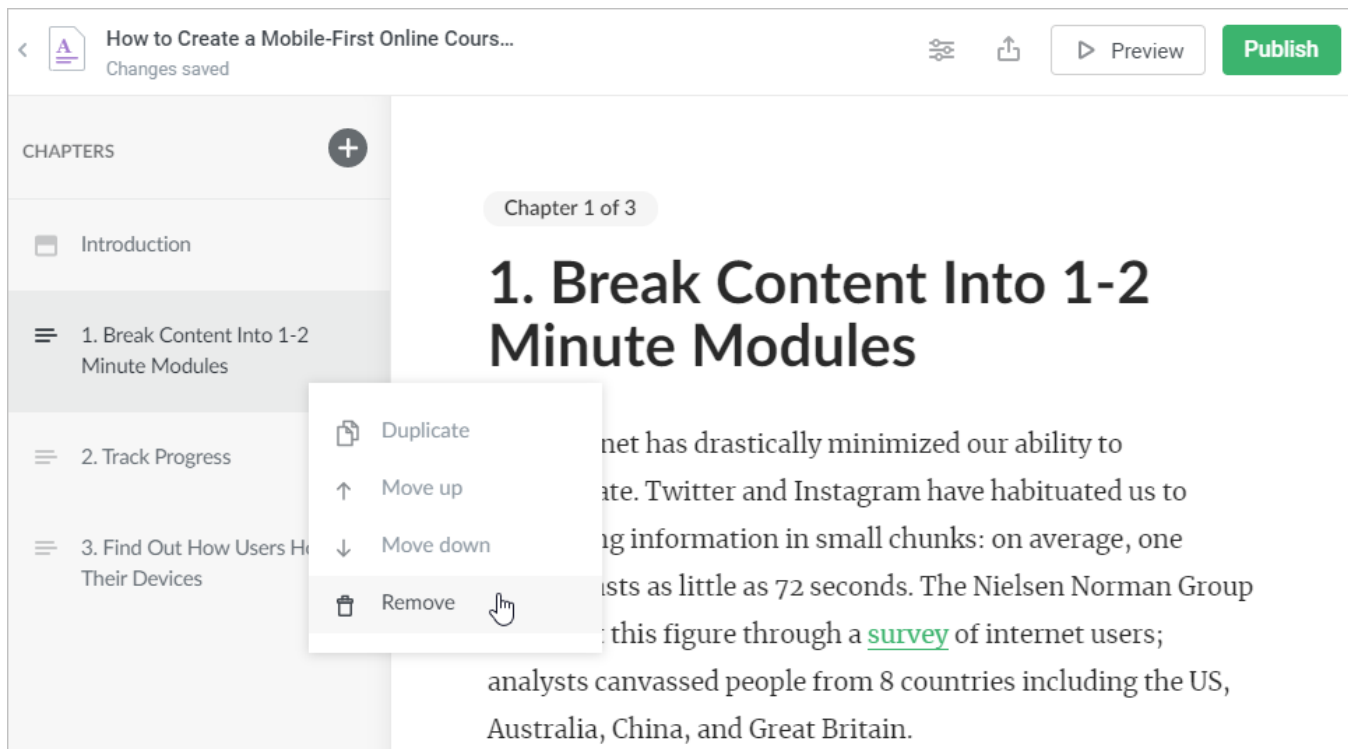 How to Create a Mobile-First Online Cours...
Changes saved
Preview
Publish
CHAPTERS
Introduction
1. Break Content Into 1-2
Minute Modules
2. Track Progress
3. Find Out How Users
Their Devices
Duplicate
Move up
Move down
Remove
Chapter 1 of 3
1. Break Content Into 1-2
Minute Modules
has drastically minimized our ability to
Twitter and Instagram have habituated us to
information in small chunks: on average, one
as little as 72 seconds. The Nielsen Norman Group
this figure through a survey of internet users;
analysts canvassed people from 8 countries including the US,
Australia, China, and Great Britain.